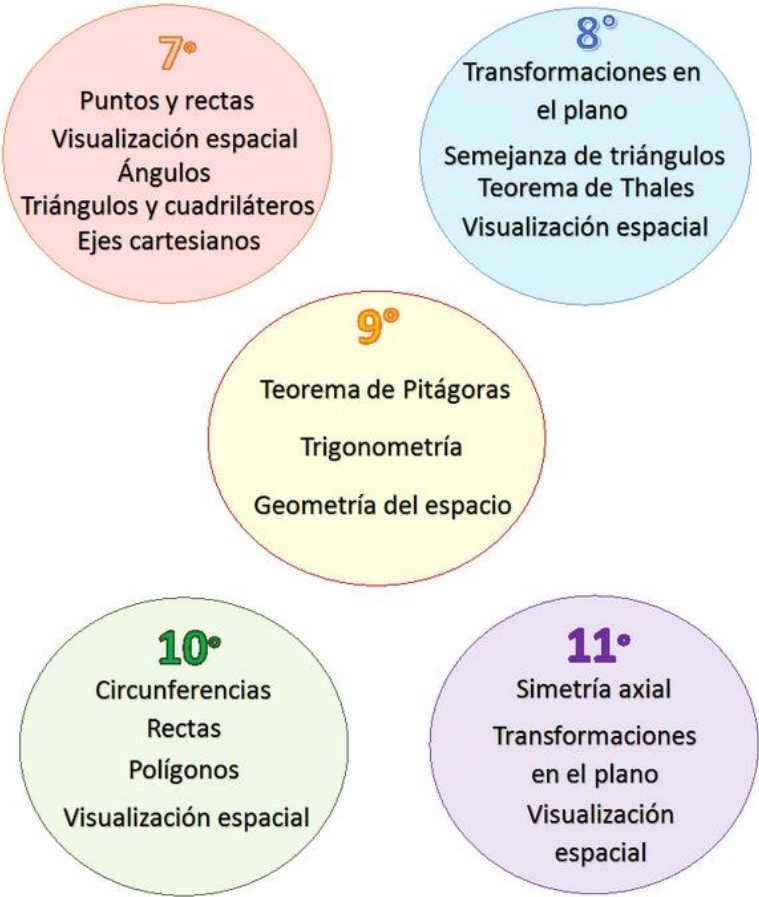 7°
Puntos y rectas
Visualización espacial
Ángulos
Triángulos y cuadriláteros
Ejes cartesianos
8°
Transformaciones en
el plano
Semejanza de triángulos
Teorema de Thales
Visualización espacial
9°
Teorema de Pitágoras
Trigonometría
Geometría del espacio
10°
Circunferencias
Rectas
Polígonos
Visualización espacial
11°
Simetría axial
Transformaciones
en el plano
Visualización
espacial